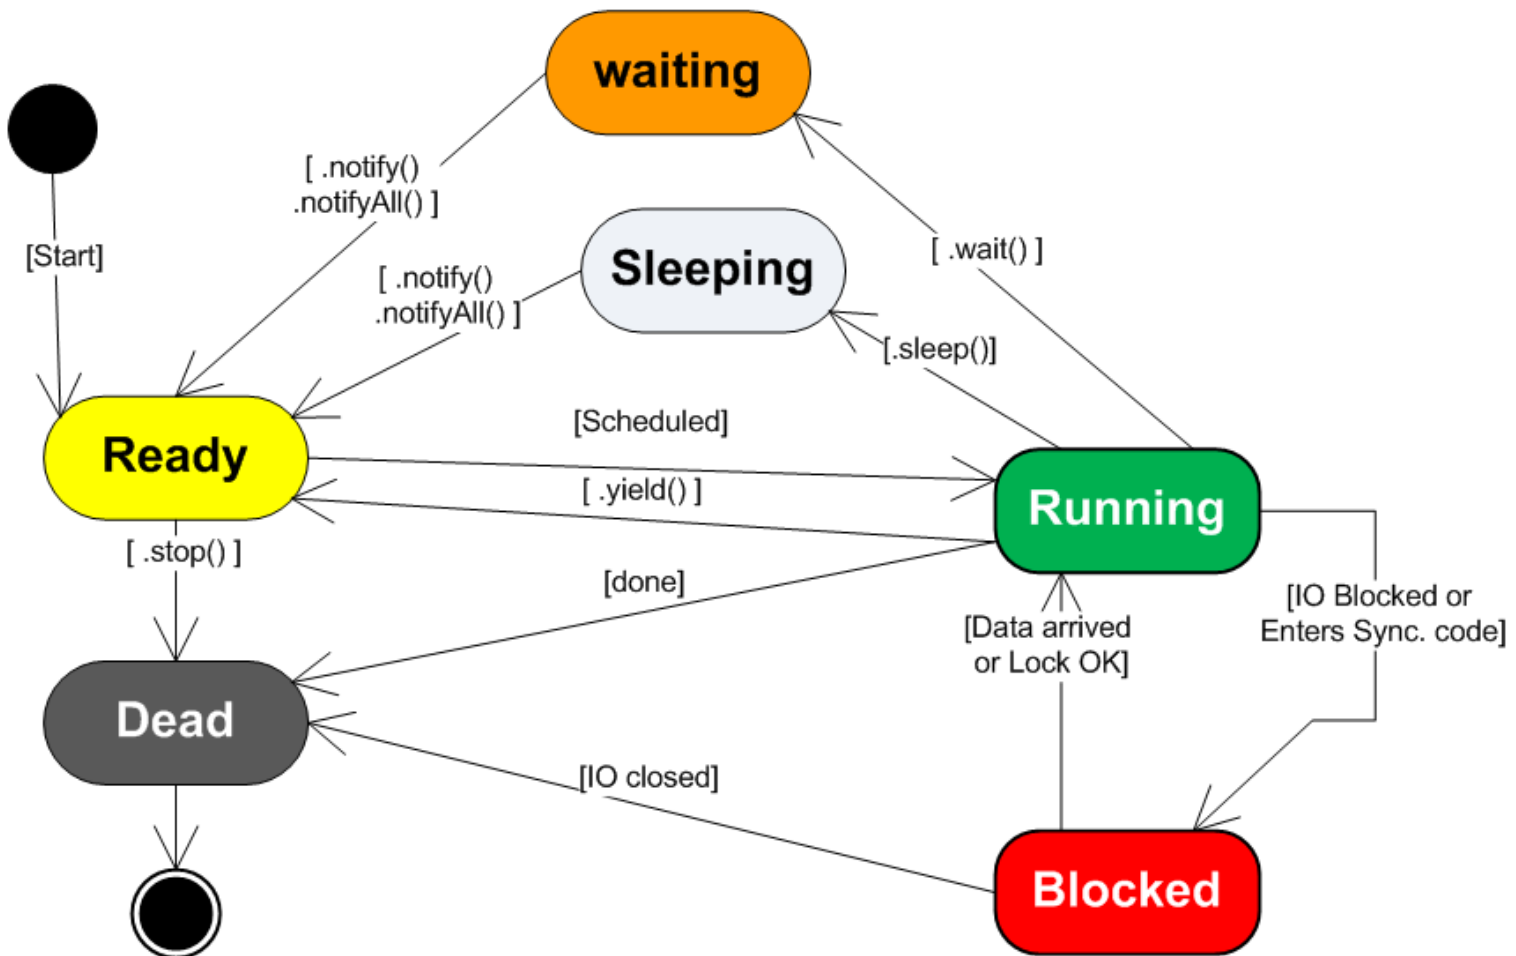 waiting
[ .notify()
.notifyAll() ]
[Start]
[ .wait() ]
Sleeping
[ .notify()
.notifyAll() ]
[.sleep()]
[Scheduled]
Ready
[ .yield() ]
Running
[ .stop() ]
[done]
[IO Blocked or
Enters Sync. code]
[Data arrived
or Lock OK]
Dead
[IO closed]
Blocked